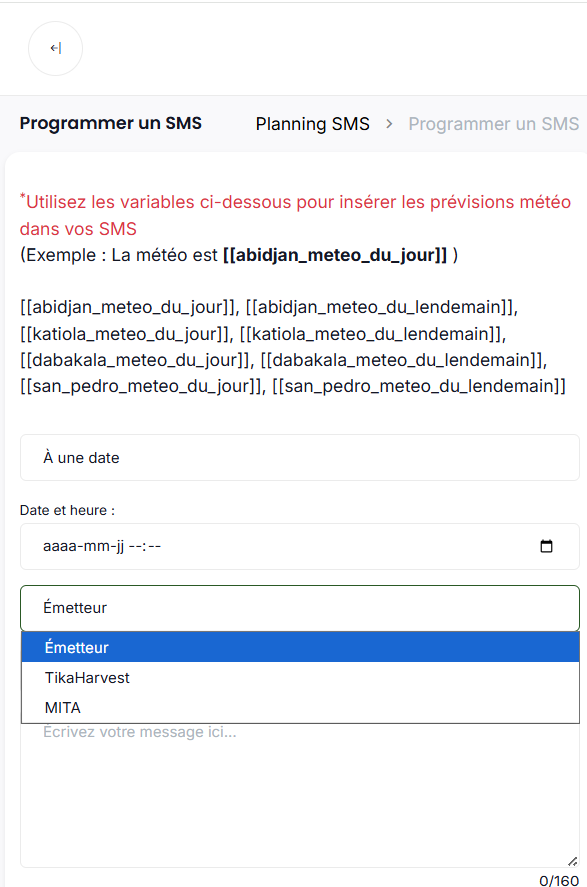 Programmer un SMS Planning SMS > Programmer un SMS
*Utilisez les variables ci-dessous pour insérer les prévisions météo
dans vos SMS
(Exemple : La météo est [[abidjan_meteo_du_jour]] )
[[abidjan_meteo_du_jour]], [[abidjan_meteo_du_lendemain]],
[[katiola_meteo_du_jour]], [[katiola_meteo_du_lendemain]],
[[dabakala_meteo_du_jour]], [[dabakala_meteo_du_lendemain]],
[[san_pedro_meteo_du_jour]], [[san_pedro_meteo_du_lendemain]]
À une date
Date et heure :
aaaa-mm-jj --:--
Émetteur
Émetteur
TikaHarvest
MITA
Écrivez votre message ici...
0/160